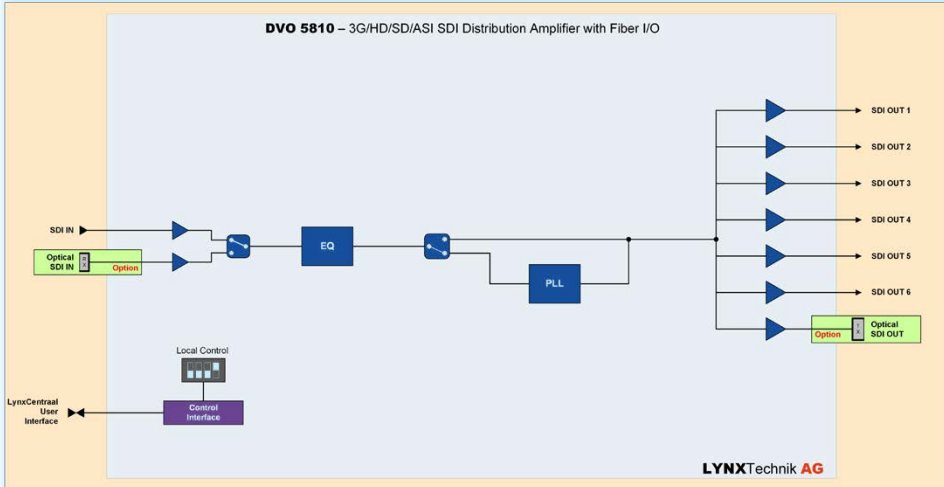 DVO 5810 – 3G/HD/SD/ASI SDI Distribution Amplifier with Fiber I/O
SDI OUT 1
SDI OUT 2
SDI OUT 3
SDI OUT 4
SDI IN
EQ
Optical
SDI IN
R
X
Option
SDI OUT 5
PLL
SDI OUT 6
Option
T
X
Optical
SDI OUT
Local Control
LynxCentraal
User
Interface
Control
Interface
LYNXTechnik AG